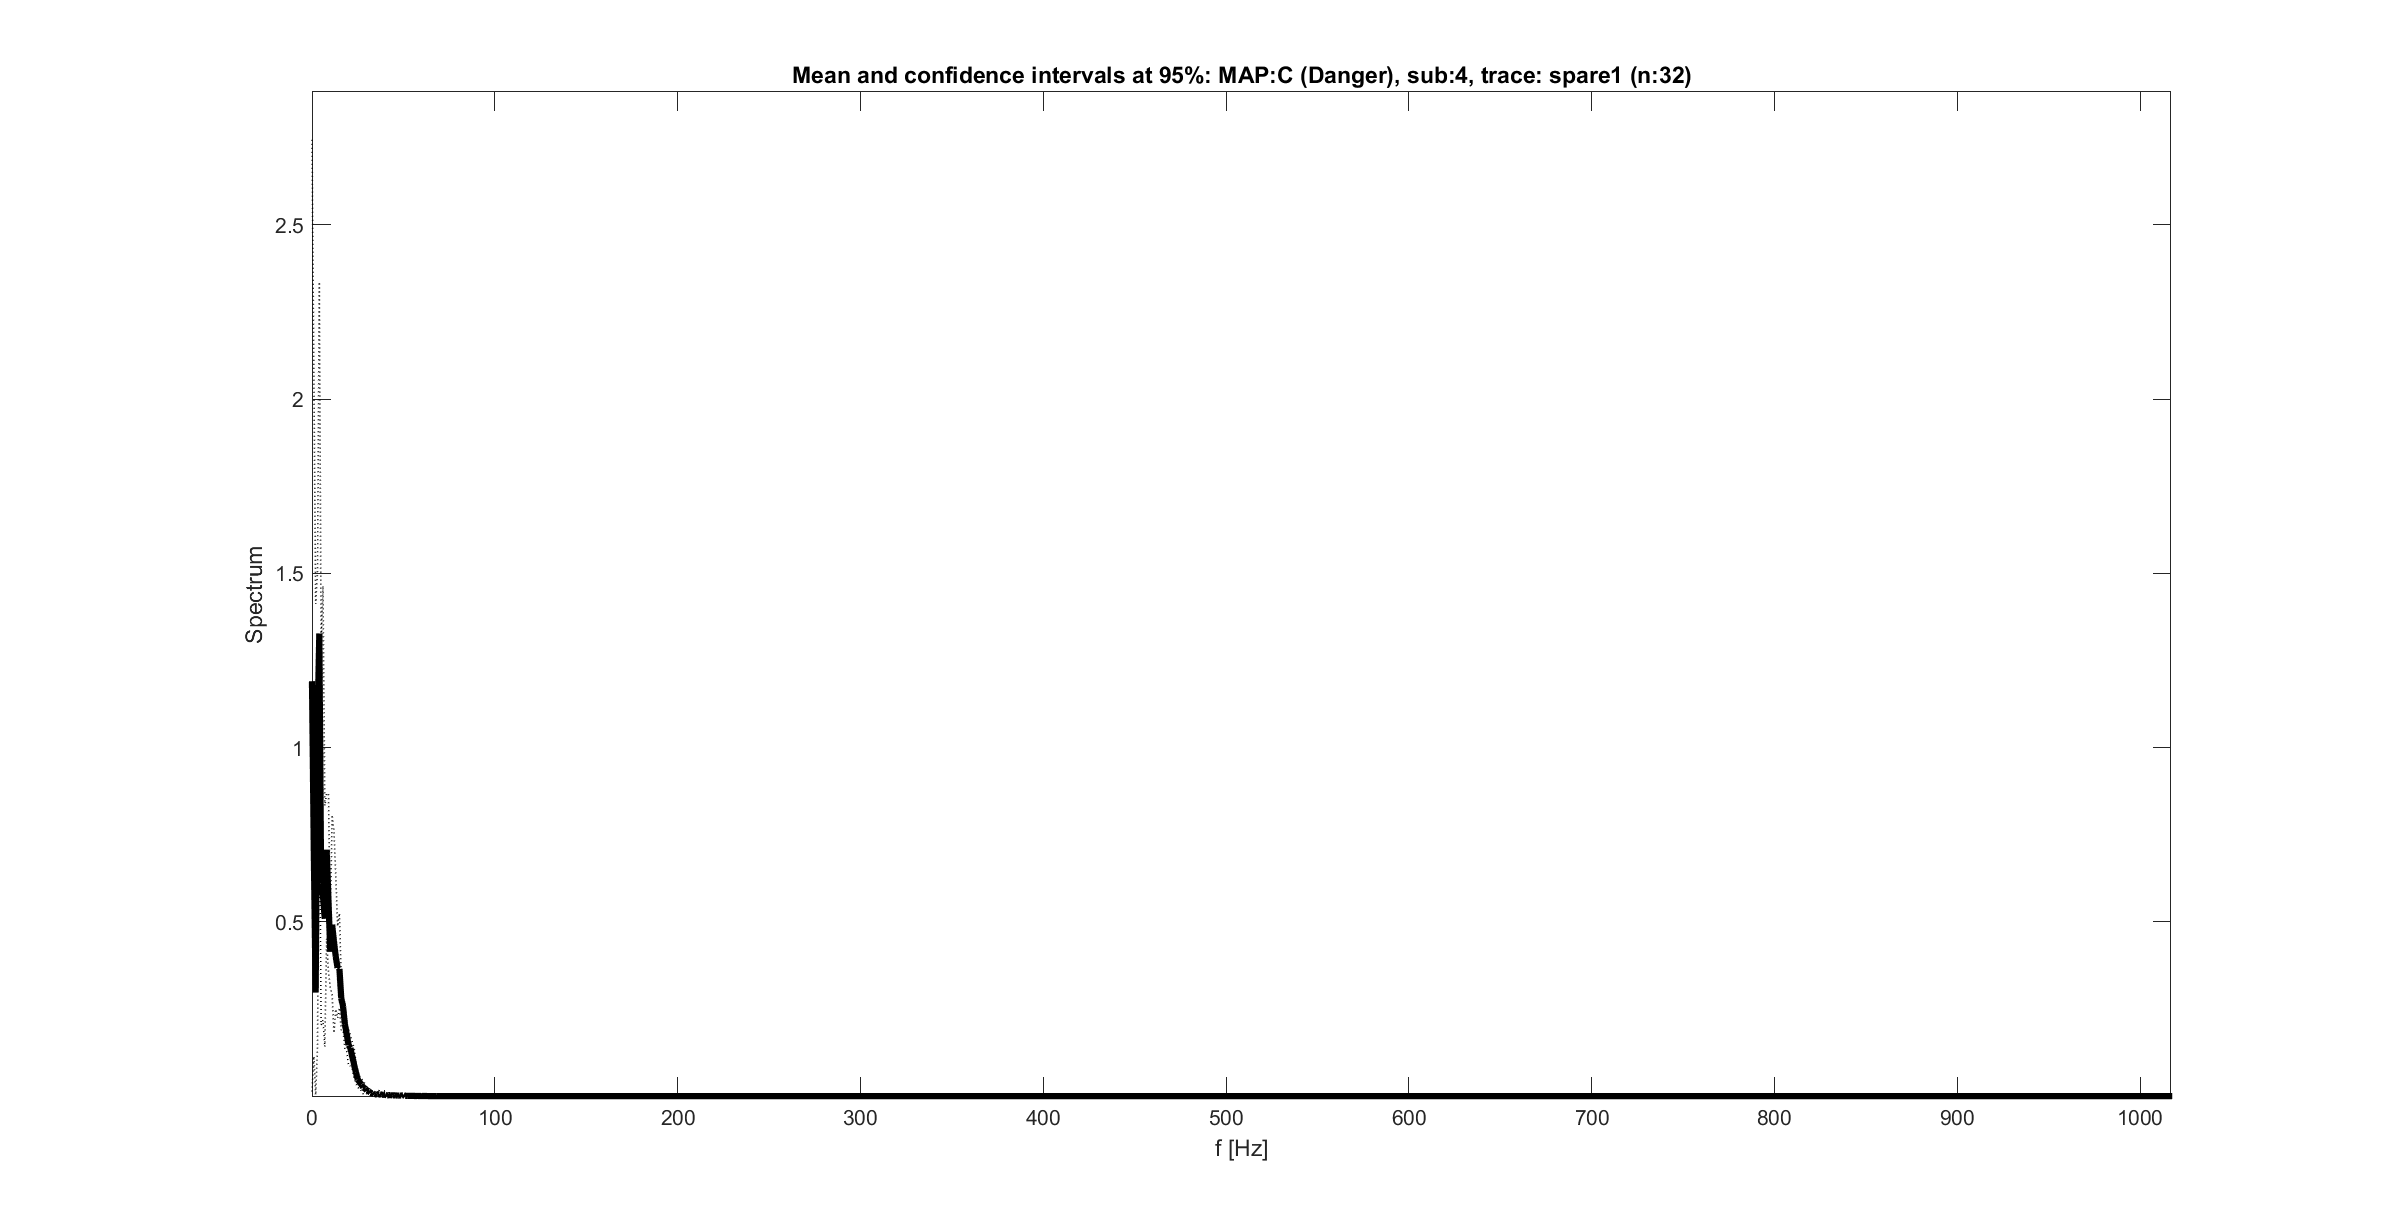 Mean and confidence intervals at 95%: MAP:C (Danger), sub:4, trace: spare1 (n:32)
2.5
2
1.5
1
0.5
Spectrum
0 100 200 300 400 500 600 700 800 900 1000
f [Hz]